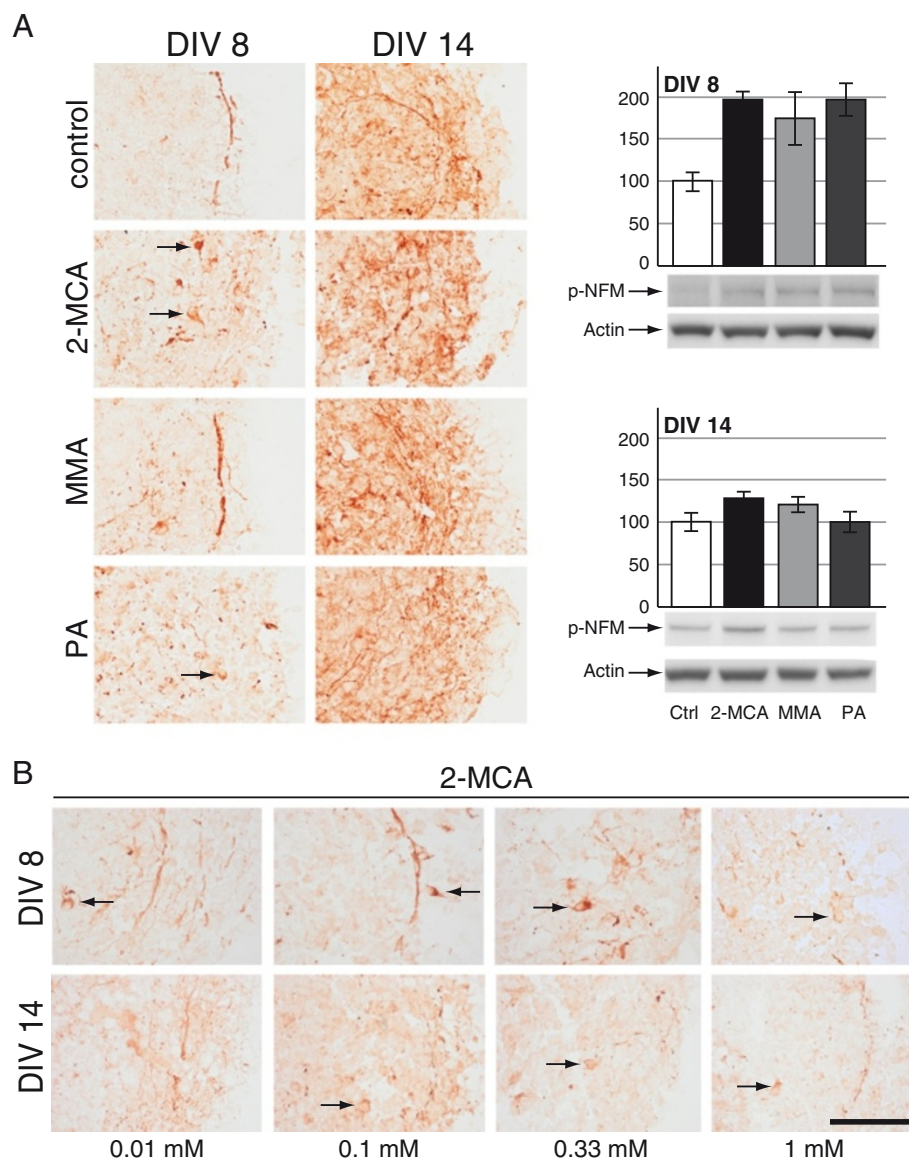 A
DIV 8 DIV 14
control
2-MCA
MMA
PA
DIV 8
200
150
100
50
0
p-NFM
Actin
DIV 14
200
150
100
50
0
p-NFM
Actin
Ctrl 2-MCA MMA PA
B
2-MCA
DIV 8
DIV 14
0.01 mM 0.1 mM 0.33 mM 1 mM